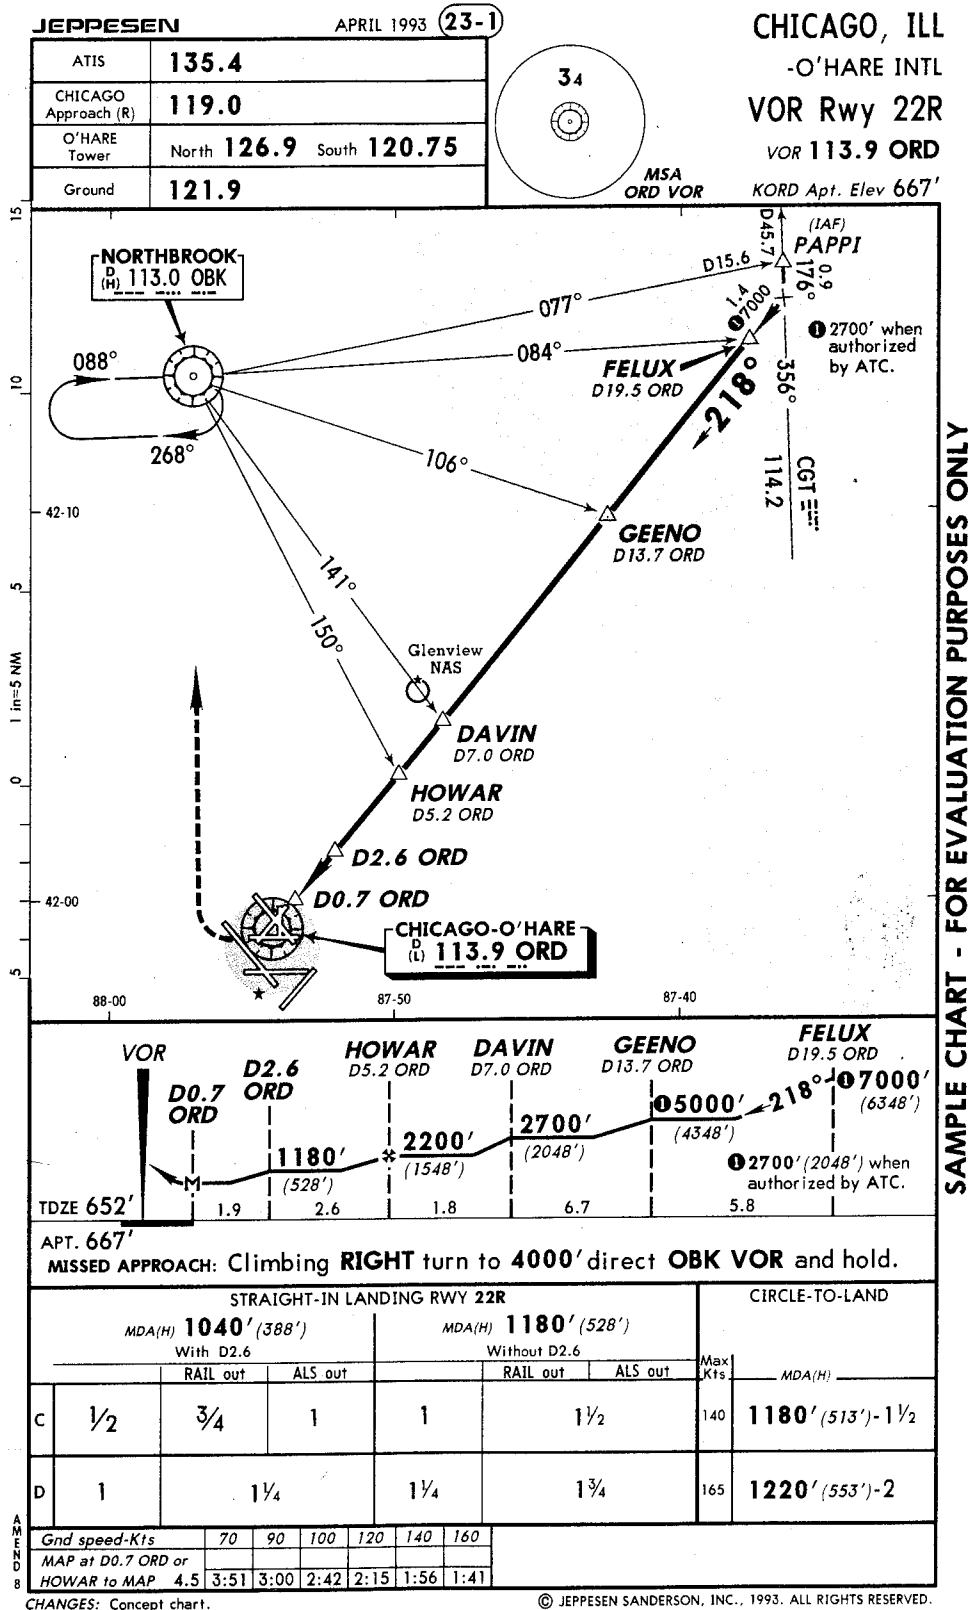 JEPPESEN APRIL 1993 23-1
CHICAGO, ILL
-O'HARE INTL
VOR Rwy 22R
VOR 113.9 ORD
KORD Apt. Elev 667'
ATIS 135.4
CHICAGO Approach (R) 119.0
O'HARE Tower North 126.9 South 120.75
Ground 121.9
34
MSA
ORD VOR
15
NORTHBROOK
D
(H) 113.0 OBK
088°
268°
077°
D15.6
084°
106°
141°
150°
D45.7
(IAF)
PAPPI
0.9
176°
1.4
1 7000
1 2700' when
authorized
by ATC.
FELUX
D19.5 ORD
218°
356°
CGT
114.2
10
42-10
GEENO
D13.7 ORD
5
Glenview
NAS
1 in=5 NM
DAVIN
D7.0 ORD
0
HOWAR
D5.2 ORD
D2.6 ORD
D0.7 ORD
42-00
CHICAGO-O'HARE
D
(L) 113.9 ORD
5
88-00 87-50 87-40
SAMPLE CHART - FOR EVALUATION PURPOSES ONLY
VOR
D0.7
ORD
D2.6
ORD
HOWAR
D5.2 ORD
DAVIN
D7.0 ORD
GEENO
D13.7 ORD
FELUX
D19.5 ORD
218°
1 7000'
(6348')
1 5000'
(4348')
2700'
(2048')
2200'
(1548')
1180'
(528')
M
1 2700' (2048') when
authorized by ATC.
TDZE 652' 1.9 2.6 1.8 6.7 5.8
APT. 667'
MISSED APPROACH: Climbing RIGHT turn to 4000' direct OBK VOR and hold.
STRAIGHT-IN LANDING RWY 22R CIRCLE-TO-LAND
MDA(H) 1040' (388') MDA(H) 1180' (528')
With D2.6 Without D2.6
RAIL out ALS out RAIL out ALS out Max Kts MDA(H)
C 1/2 3/4 1 1 1 1/2 140 1180' (513')-1 1/2
D 1 1 1/4 1 1/4 1 3/4 165 1220' (553')-2
AMEND 8
Gnd speed-Kts 70 90 100 120 140 160
MAP at D0.7 ORD or
HOWAR to MAP 4.5 3:51 3:00 2:42 2:15 1:56 1:41
CHANGES: Concept chart. © JEPPESEN SANDERSON, INC., 1993. ALL RIGHTS RESERVED.